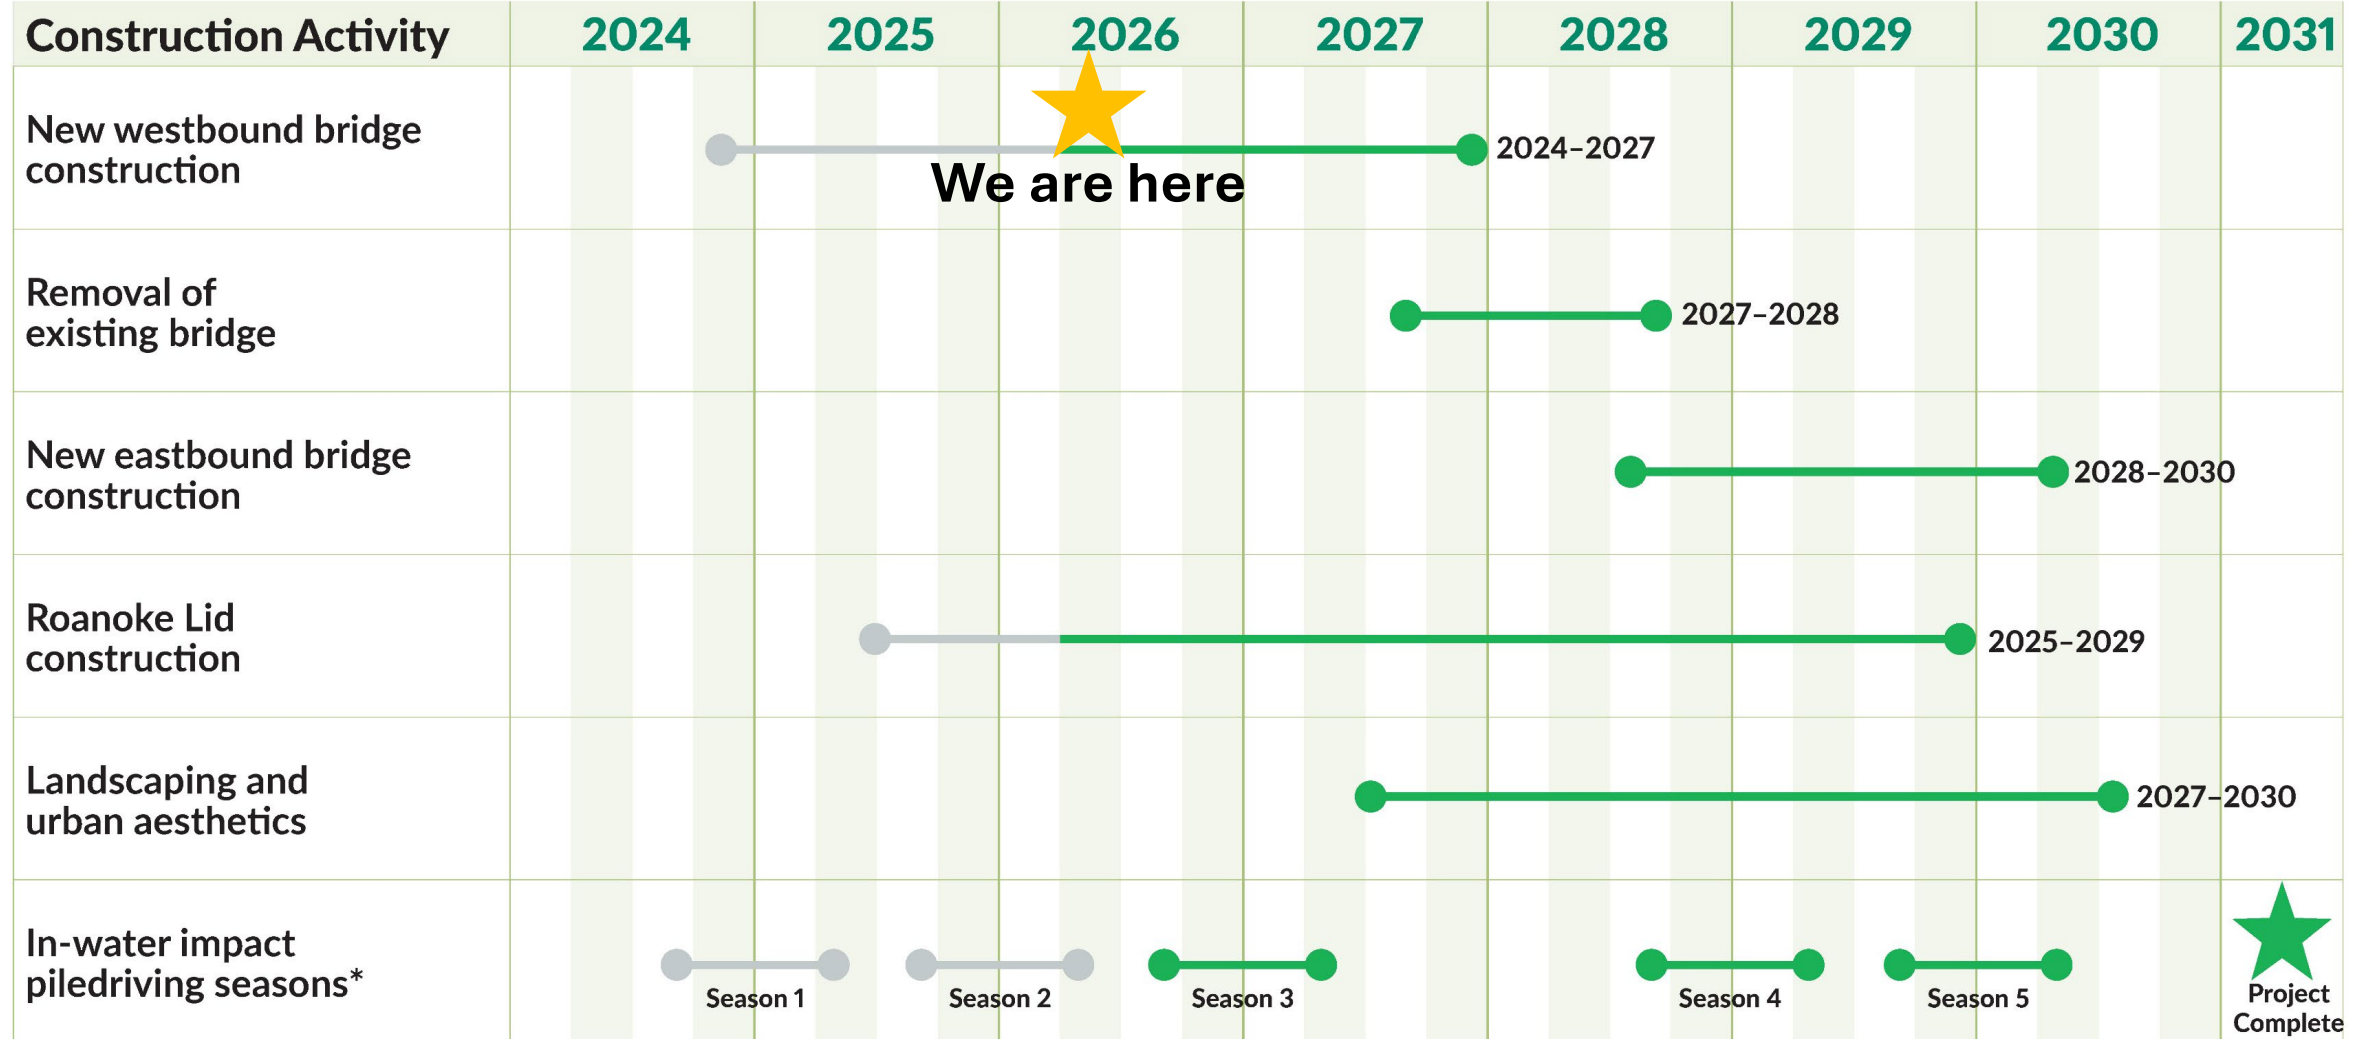 Construction Activity 2024 2025 2026 2027 2028 2029 2030 2031
New westbound bridge
construction
2024–2027
We are here
Removal of
existing bridge
2027–2028
New eastbound bridge
construction
2028–2030
Roanoke Lid
construction
2025–2029
Landscaping and
urban aesthetics
2027–2030
In-water impact
piledriving seasons*
Season 1
Season 2
Season 3
Season 4
Season 5
Project
Complete